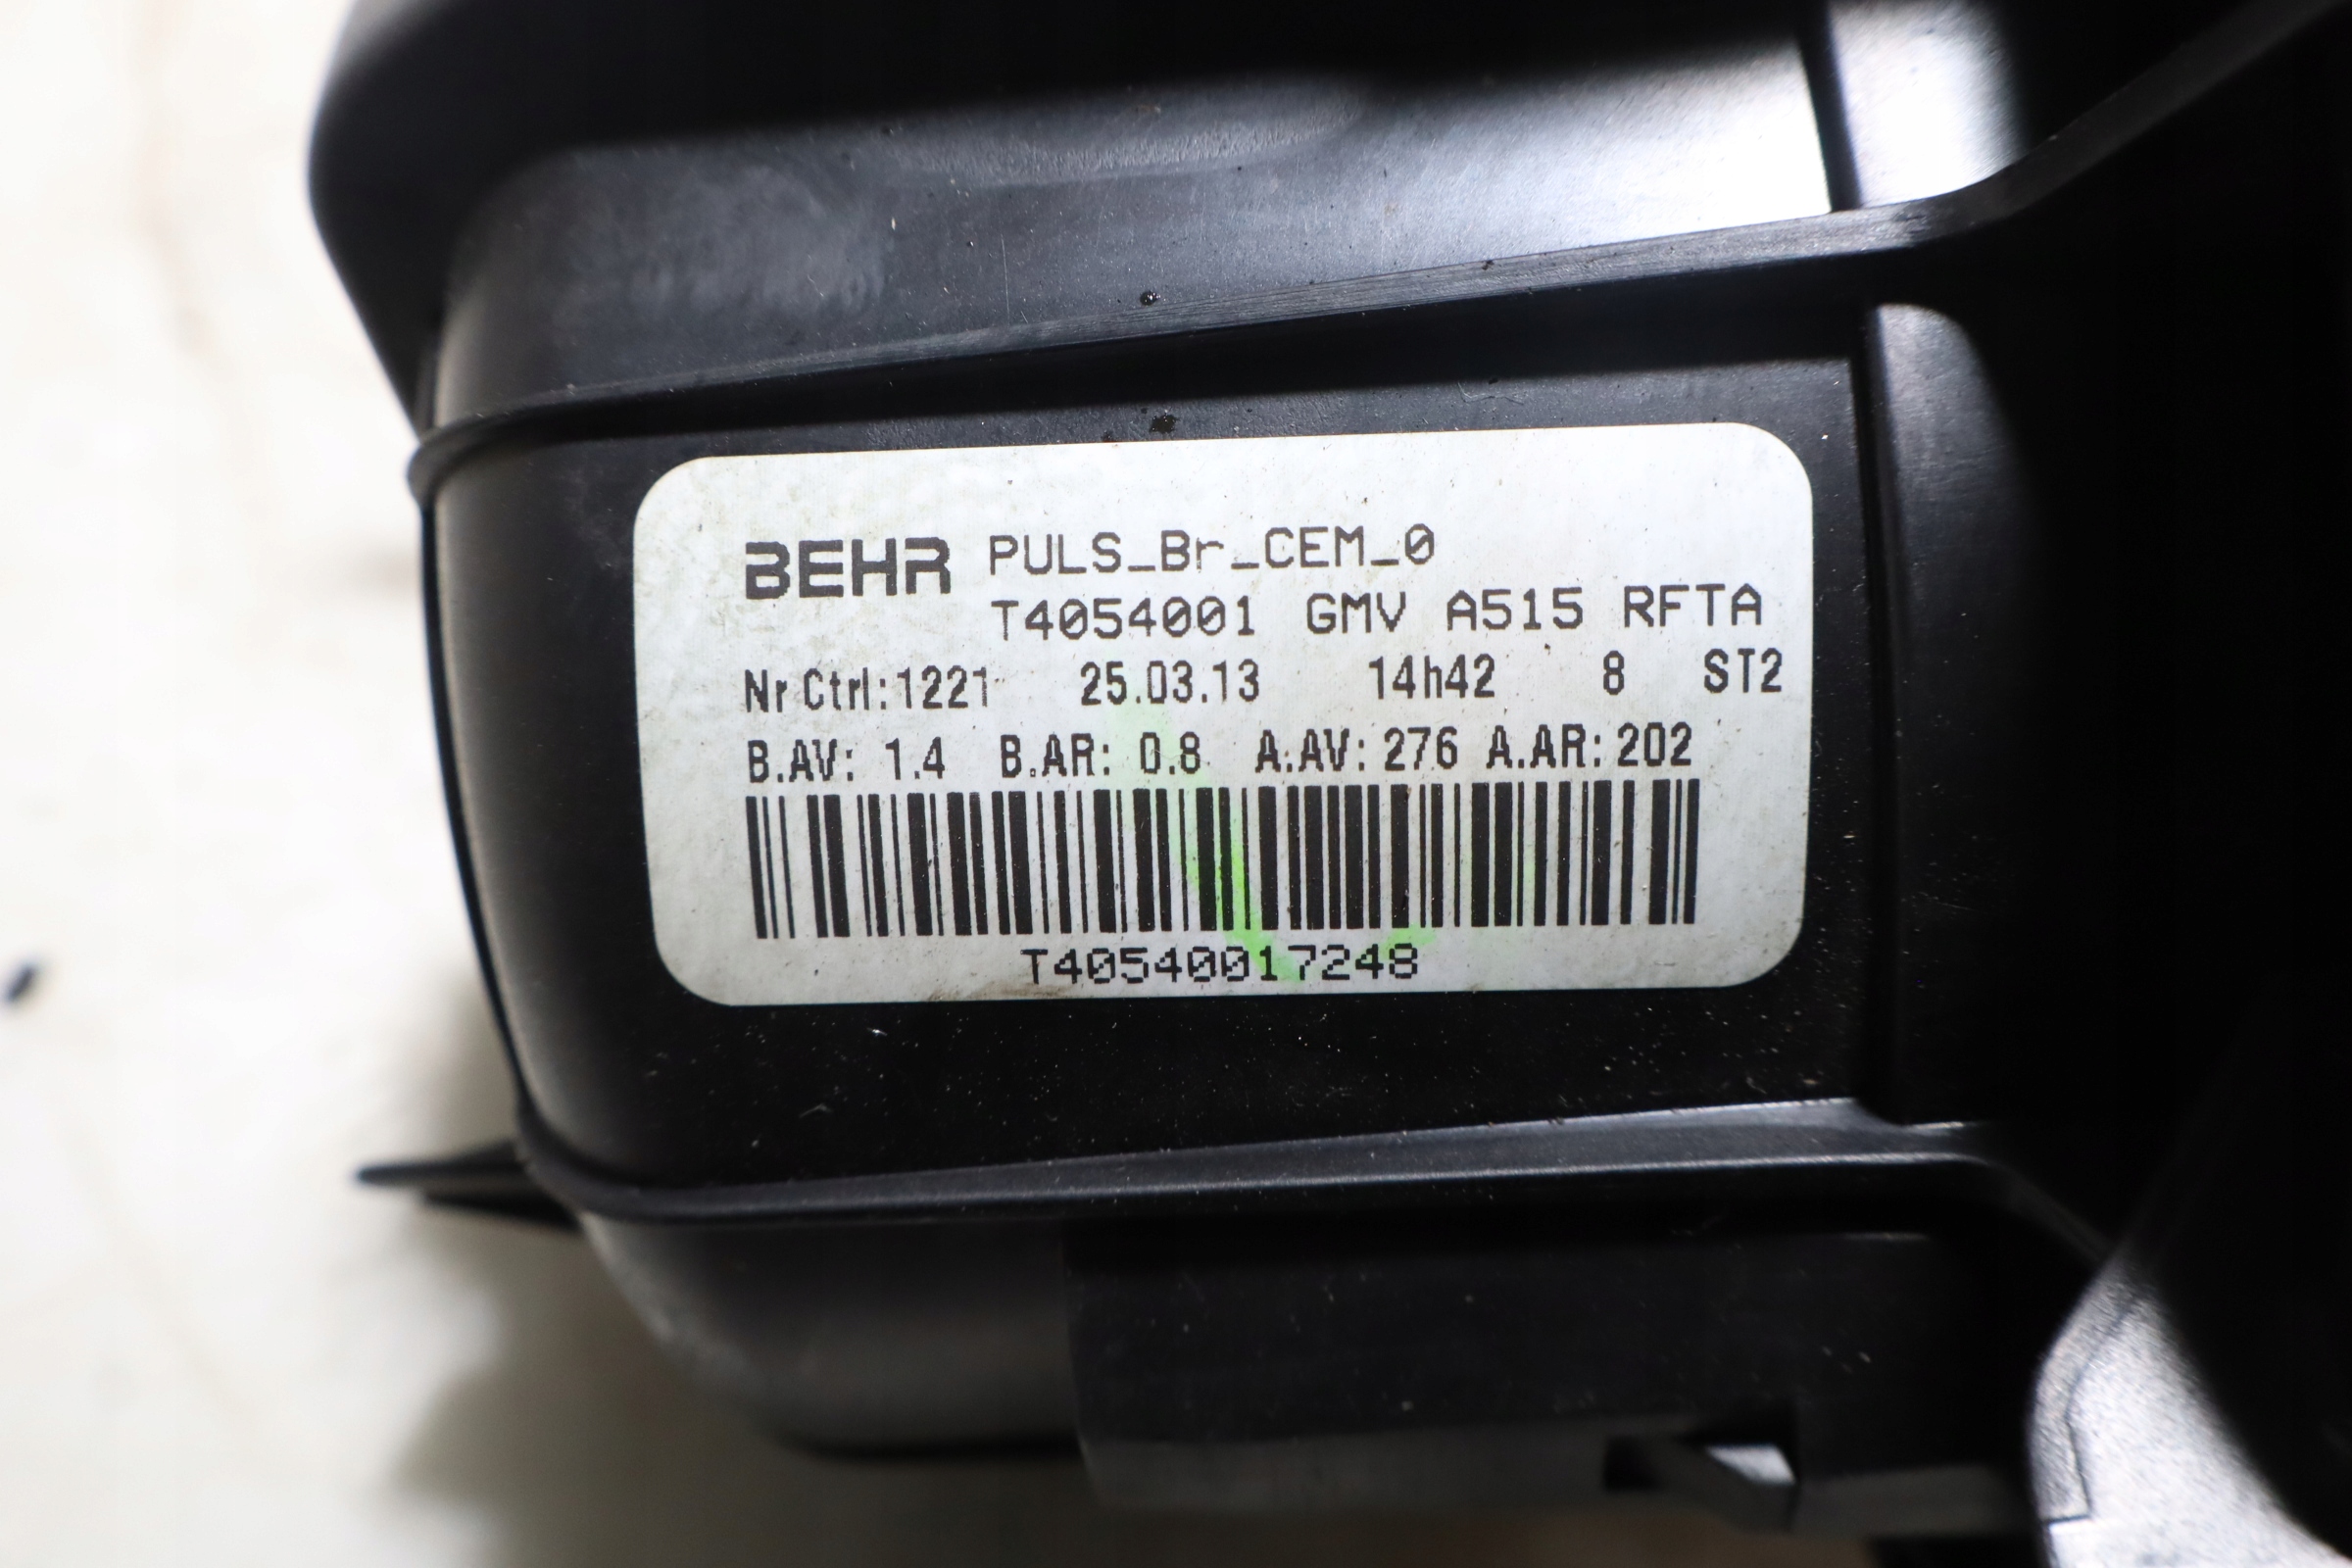 BEHR PULS_Br_CEM_0
T4054001 GMV A515 RFTA
Nr Ctrl:1221 25.03.13 14h42 8 ST2
B.AV: 1.4 B.AR: 0.8 A.AV: 276 A.AR: 202
T40540017248